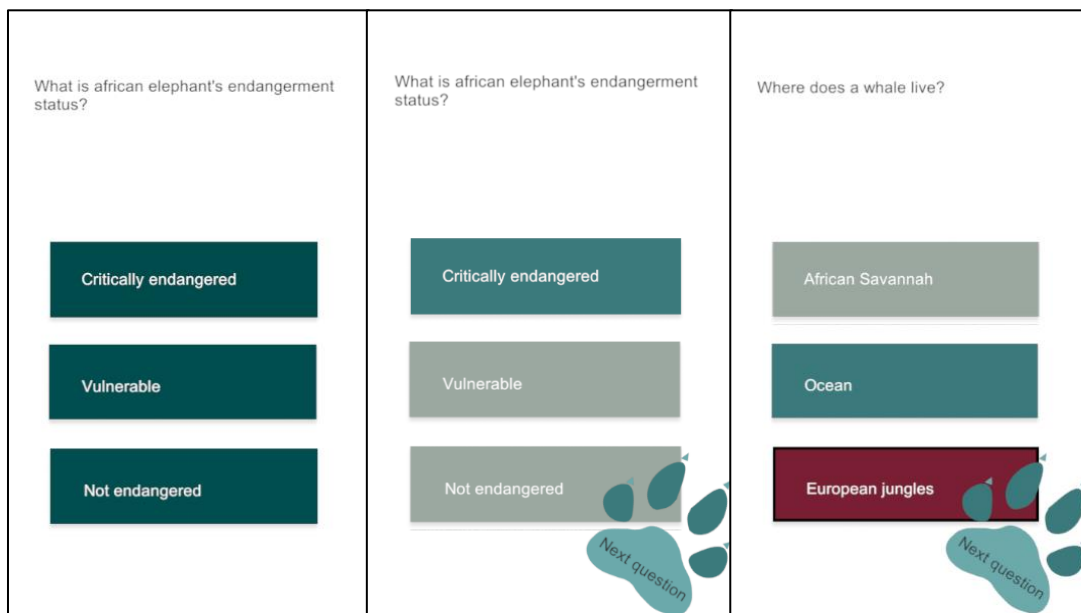 What is african elephant's endangerment
status?
Critically endangered
Vulnerable
Not endangered
What is african elephant's endangerment
status?
Critically endangered
Vulnerable
Not endangered
Next question
Where does a whale live?
African Savannah
Ocean
European jungles
Next question